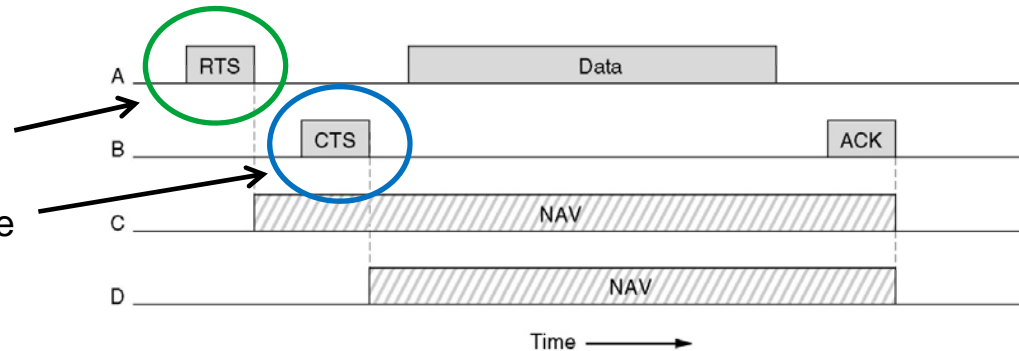 A RTS Data
B CTS ACK
e
C NAV
D NAV
Time